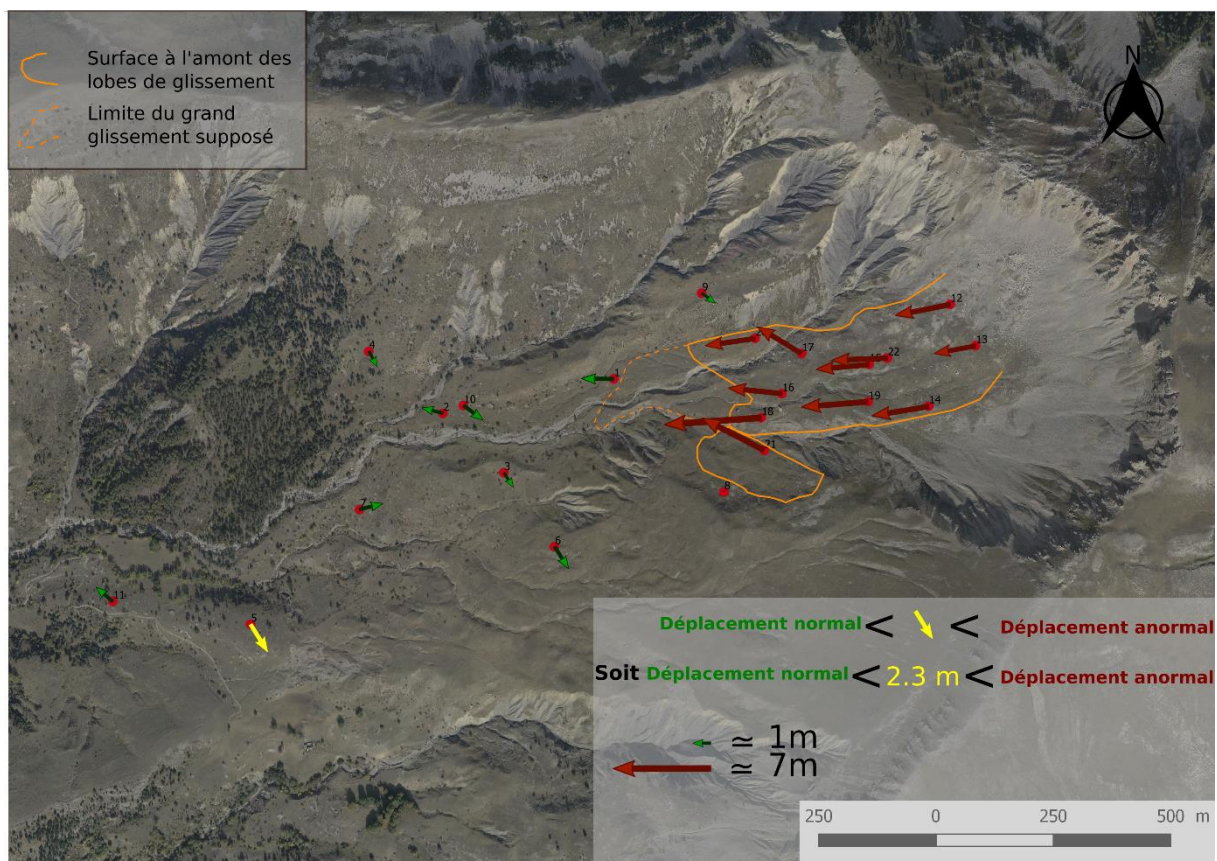 Surface à l'amont des
lobes de glissement
Limite du grand
glissement supposé
N
9
12
4
17
13
22
1
16
19
14
10
2
18
21
3
8
7
6
11
5
Déplacement normal < < Déplacement anormal
Soit Déplacement normal < 2.3 m < Déplacement anormal
≃ 1m
≃ 7m
250 0 250 500 m